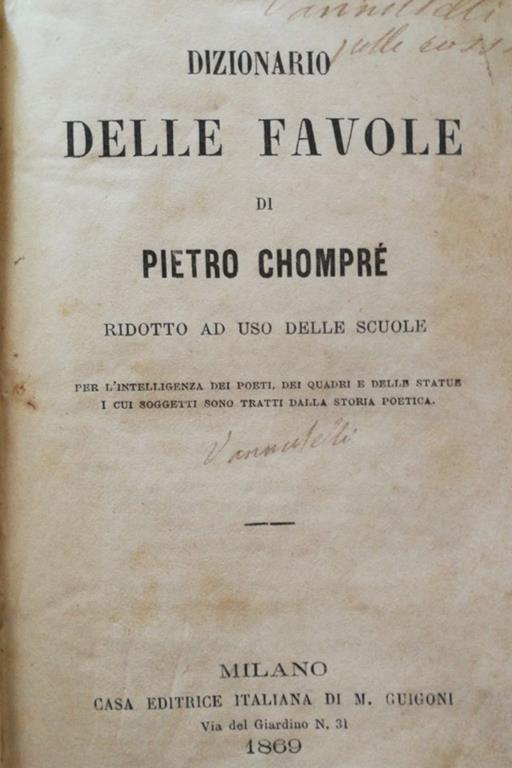 Vannutelli
DIZIONARIO
DELLE FAVOLE
DI
PIETRO CHOMPRÉ
RIDOTTO AD USO DELLE SCUOLE
PER L'INTELLIGENZA DEI POETI, DEI QUADRI E DELLE STATUE
I CUI SOGGETTI SONO TRATTI DALLA STORIA POETICA.
Vannutelli
MILANO
CASA EDITRICE ITALIANA DI M. GUIGONI
Via del Giardino N. 31
1869